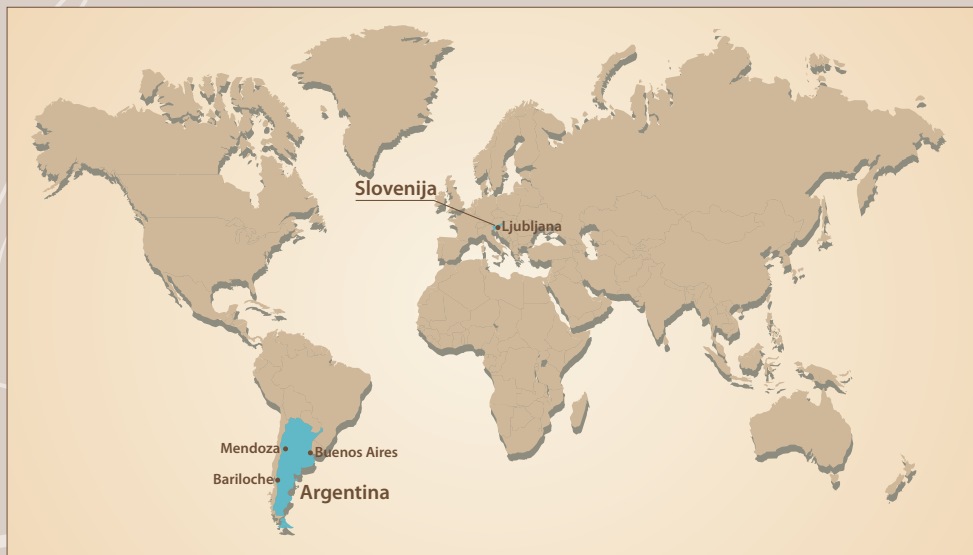 Slovenija
Ljubljana
Mendoza
Buenos Aires
Bariloche
Argentina